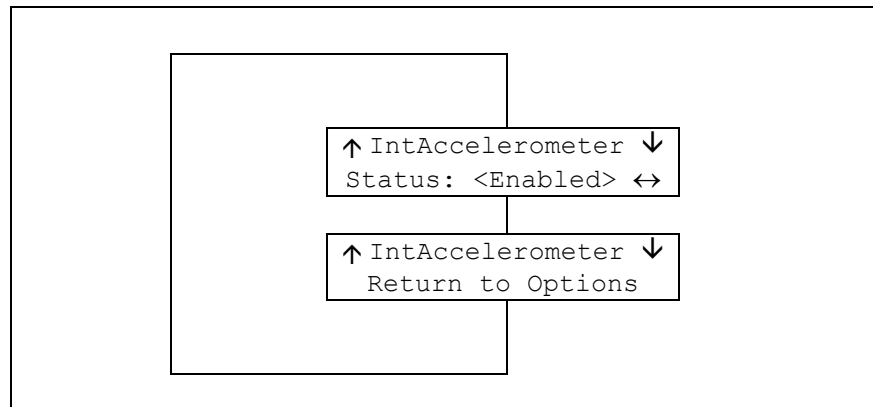 ↑ IntAccelerometer ↓
Status: <Enabled> ↔
↑ IntAccelerometer ↓
Return to Options